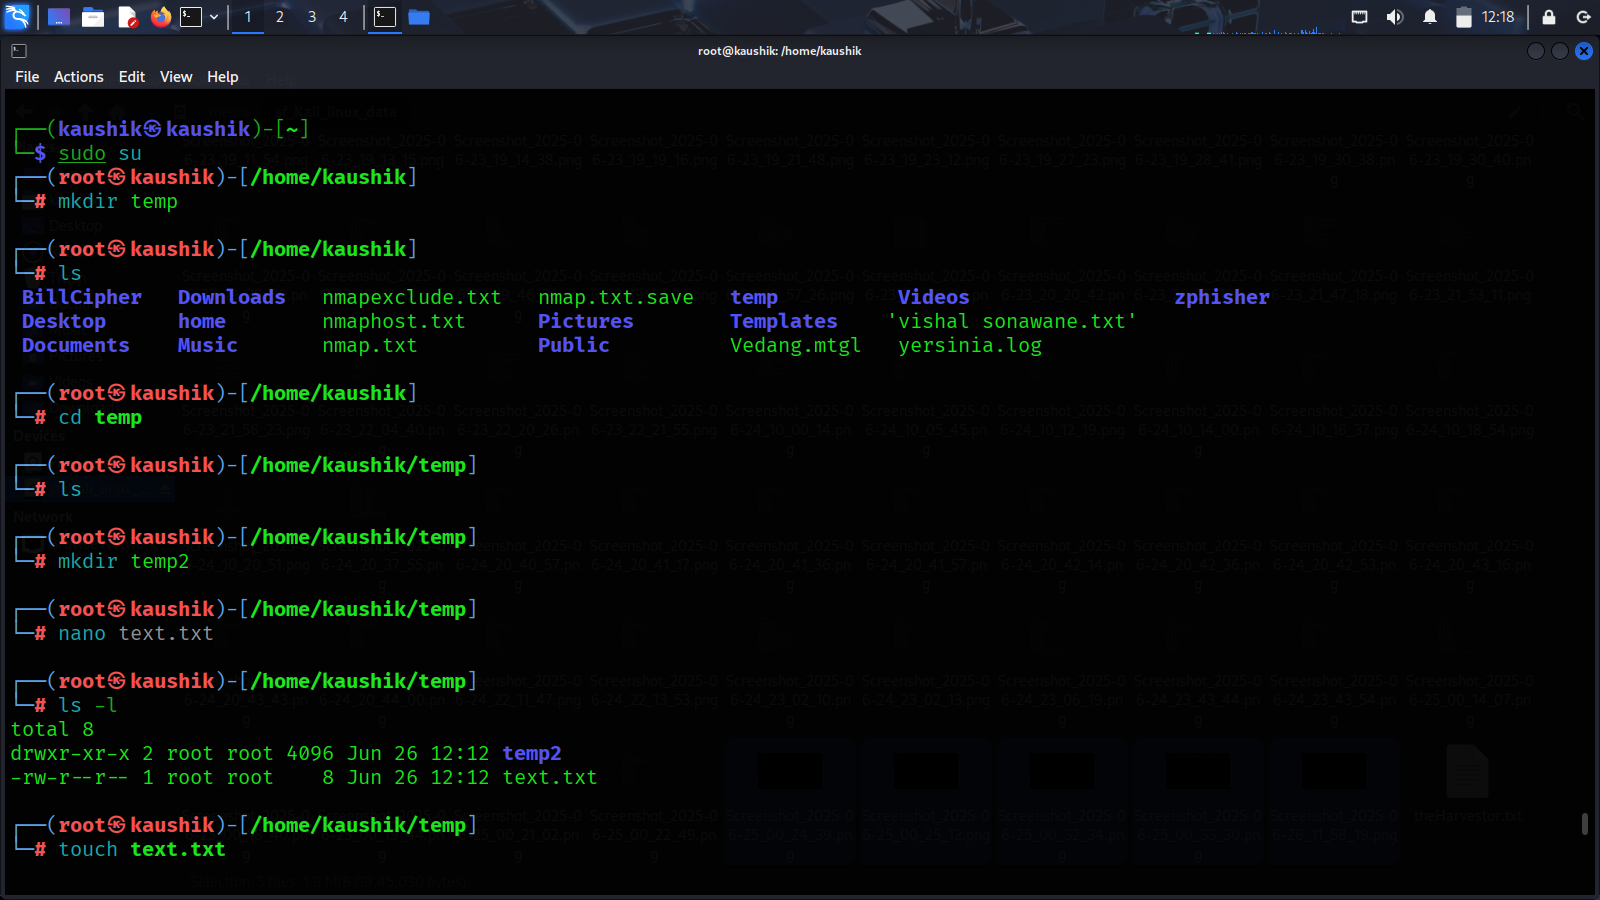 1 2 3 4 12:18
root@kaushik: /home/kaushik
File Actions Edit View Help
┌──(kaushik㉿kaushik)-[~]
└─$ sudo su
┌──(root㉿kaushik)-[/home/kaushik]
└─# mkdir temp
┌──(root㉿kaushik)-[/home/kaushik]
└─# ls
BillCipher Downloads nmapexclude.txt nmap.txt.save temp Videos zphisher
Desktop home nmaphost.txt Pictures Templates 'vishal sonawane.txt'
Documents Music nmap.txt Public Vedang.mtgl yersinia.log
┌──(root㉿kaushik)-[/home/kaushik]
└─# cd temp
┌──(root㉿kaushik)-[/home/kaushik/temp]
└─# ls
┌──(root㉿kaushik)-[/home/kaushik/temp]
└─# mkdir temp2
┌──(root㉿kaushik)-[/home/kaushik/temp]
└─# nano text.txt
┌──(root㉿kaushik)-[/home/kaushik/temp]
└─# ls -l
total 8
drwxr-xr-x 2 root root 4096 Jun 26 12:12 temp2
-rw-r--r-- 1 root root 8 Jun 26 12:12 text.txt
┌──(root㉿kaushik)-[/home/kaushik/temp]
└─# touch text.txt